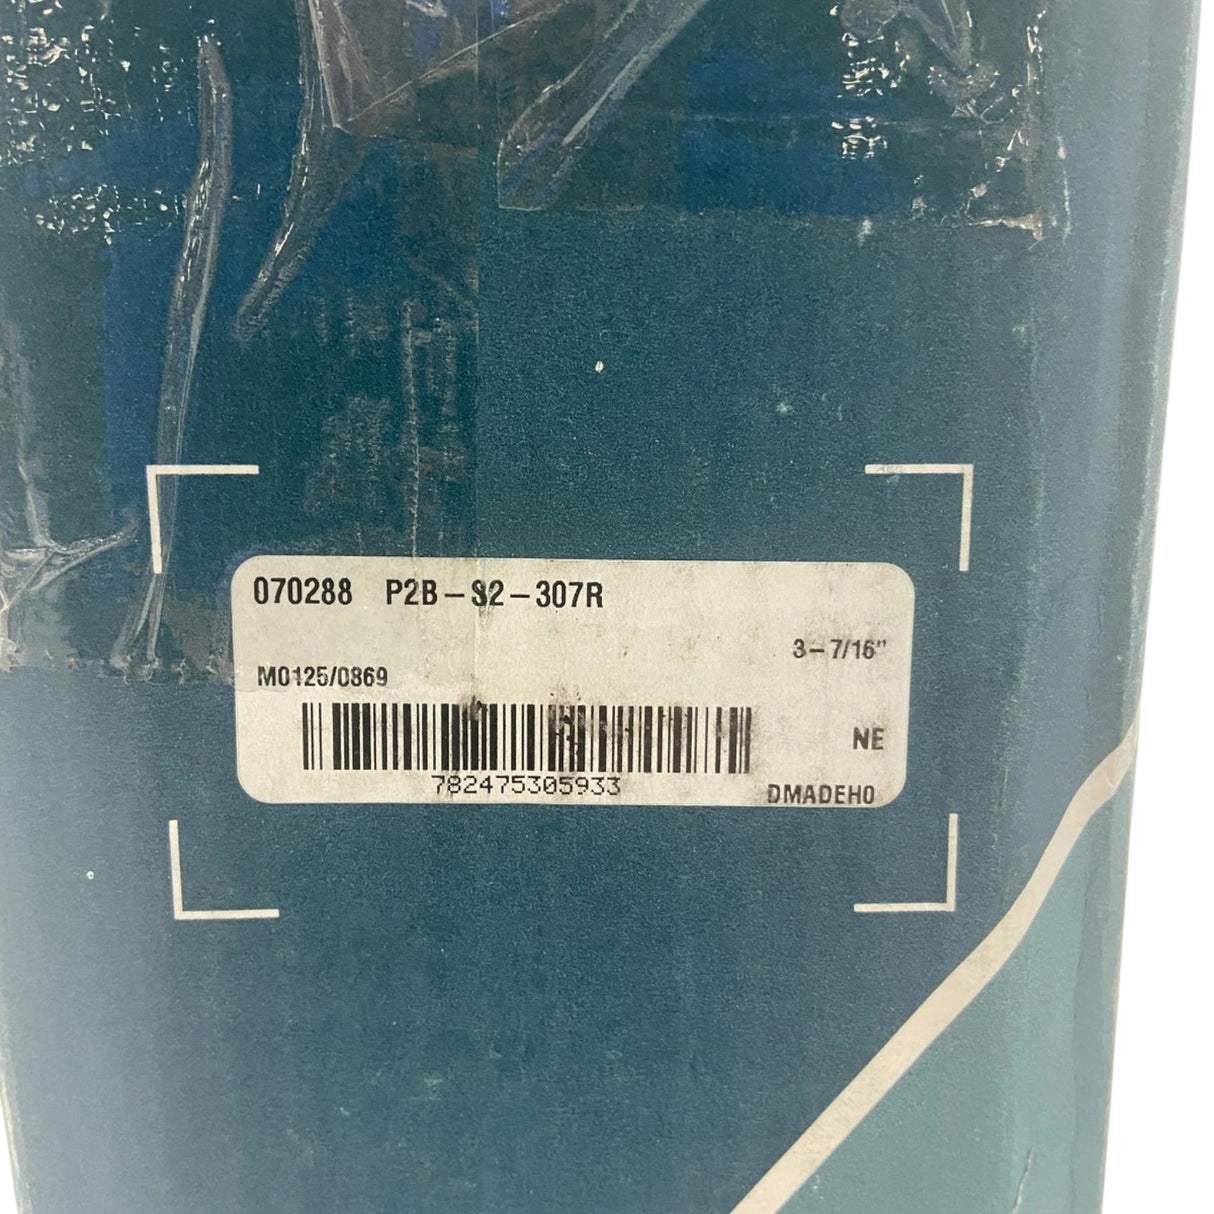 070288 P2B-S2-307R
3-7/16"
M0125/0869
NE
782475305933
DMADEH0